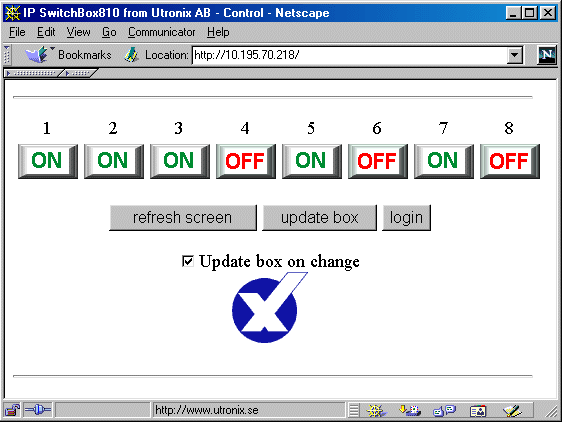 IP SwitchBox810 from Utronix AB - Control - Netscape
File Edit View Go Communicator Help
Bookmarks Location: http://10.195.70.218/ N
1 2 3 4 5 6 7 8
ON ON ON OFF ON OFF ON OFF
refresh screen update box login
Update box on change
X
http://www.utronix.se